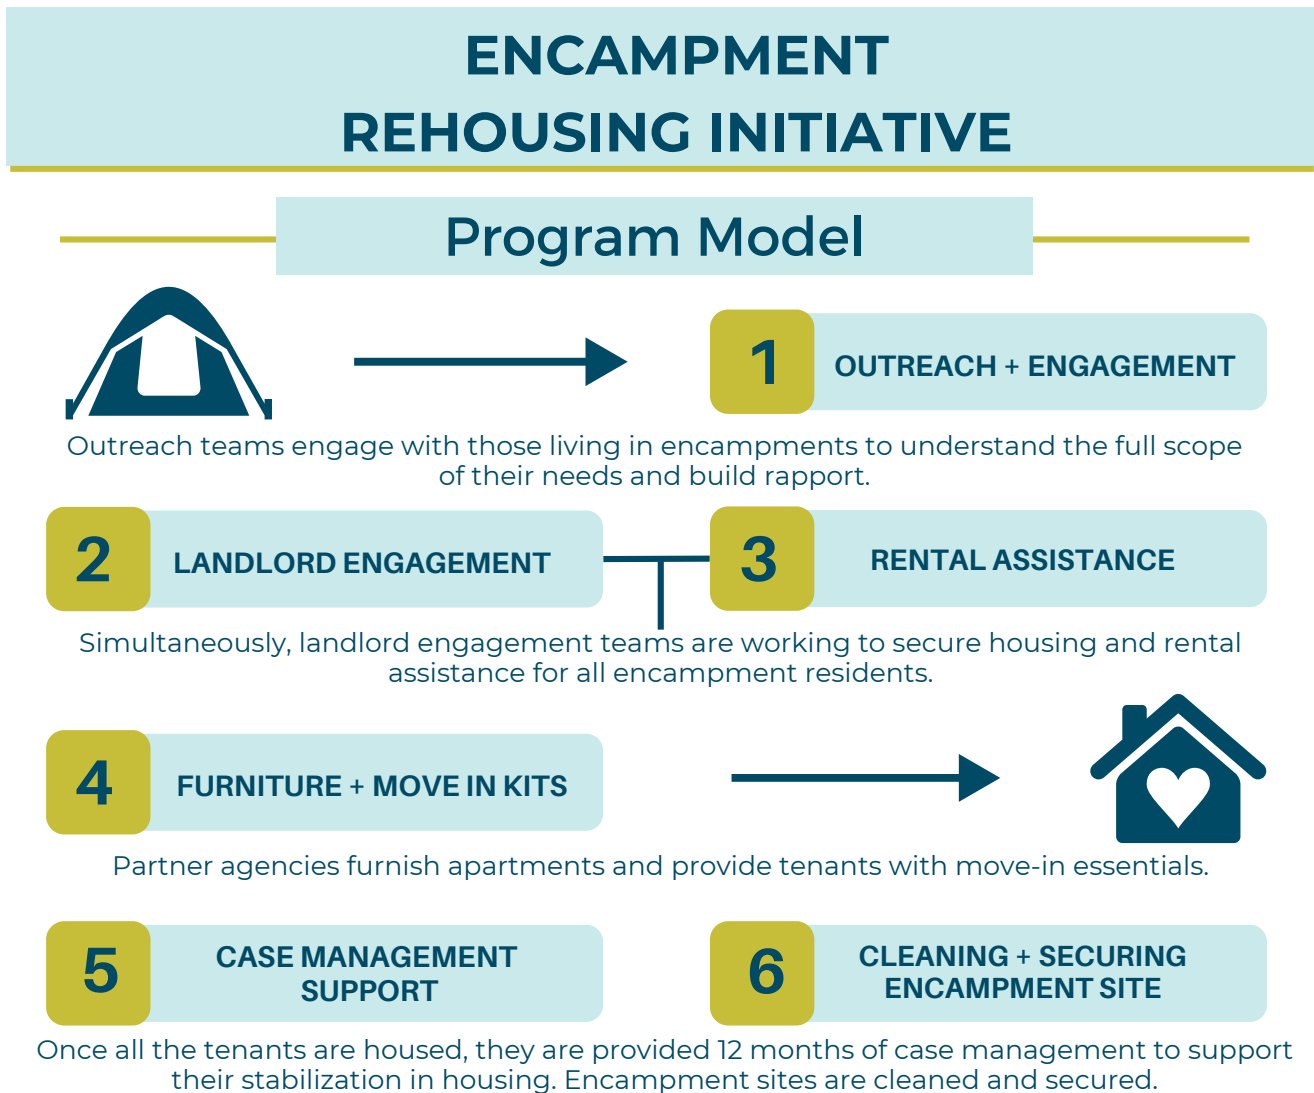 ENCAMPMENT
REHOUSING INITIATIVE
Program Model
1
OUTREACH + ENGAGEMENT
Outreach teams engage with those living in encampments to understand the full scope
of their needs and build rapport.
2
LANDLORD ENGAGEMENT
3
RENTAL ASSISTANCE
Simultaneously, landlord engagement teams are working to secure housing and rental
assistance for all encampment residents.
4
FURNITURE + MOVE IN KITS
Partner agencies furnish apartments and provide tenants with move-in essentials.
5
CASE MANAGEMENT
SUPPORT
6
CLEANING + SECURING
ENCAMPMENT SITE
Once all the tenants are housed, they are provided 12 months of case management to support
their stabilization in housing. Encampment sites are cleaned and secured.